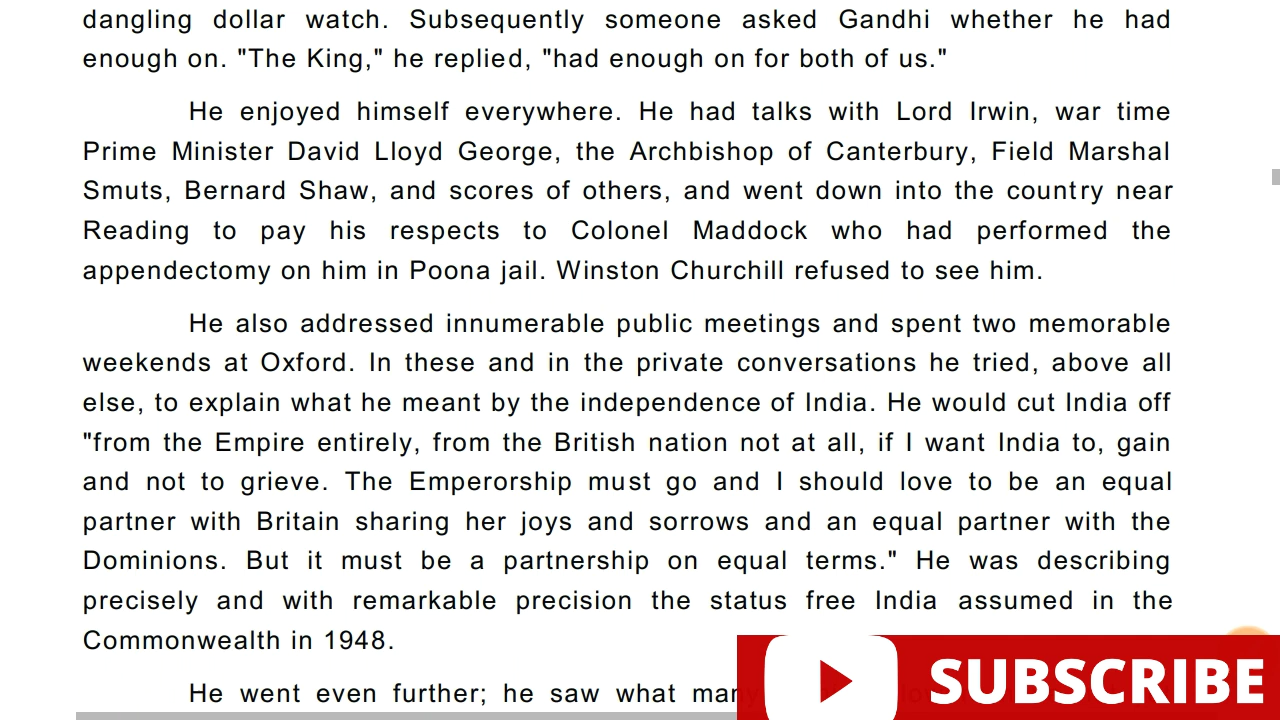 dangling dollar watch. Subsequently someone asked Gandhi whether he had
enough on. "The King," he replied, "had enough on for both of us."
He enjoyed himself everywhere. He had talks with Lord Irwin, war time
Prime Minister David Lloyd George, the Archbishop of Canterbury, Field Marshal
Smuts, Bernard Shaw, and scores of others, and went down into the country near
Reading to pay his respects to Colonel Maddock who had performed the
appendectomy on him in Poona jail. Winston Churchill refused to see him.
He also addressed innumerable public meetings and spent two memorable
weekends at Oxford. In these and in the private conversations he tried, above all
else, to explain what he meant by the independence of India. He would cut India off
"from the Empire entirely, from the British nation not at all, if I want India to, gain
and not to grieve. The Emperorship must go and I should love to be an equal
partner with Britain sharing her joys and sorrows and an equal partner with the
Dominions. But it must be a partnership on equal terms." He was describing
precisely and with remarkable precision the status free India assumed in the
Commonwealth in 1948.
He went even further; he saw what many
SUBSCRIBE